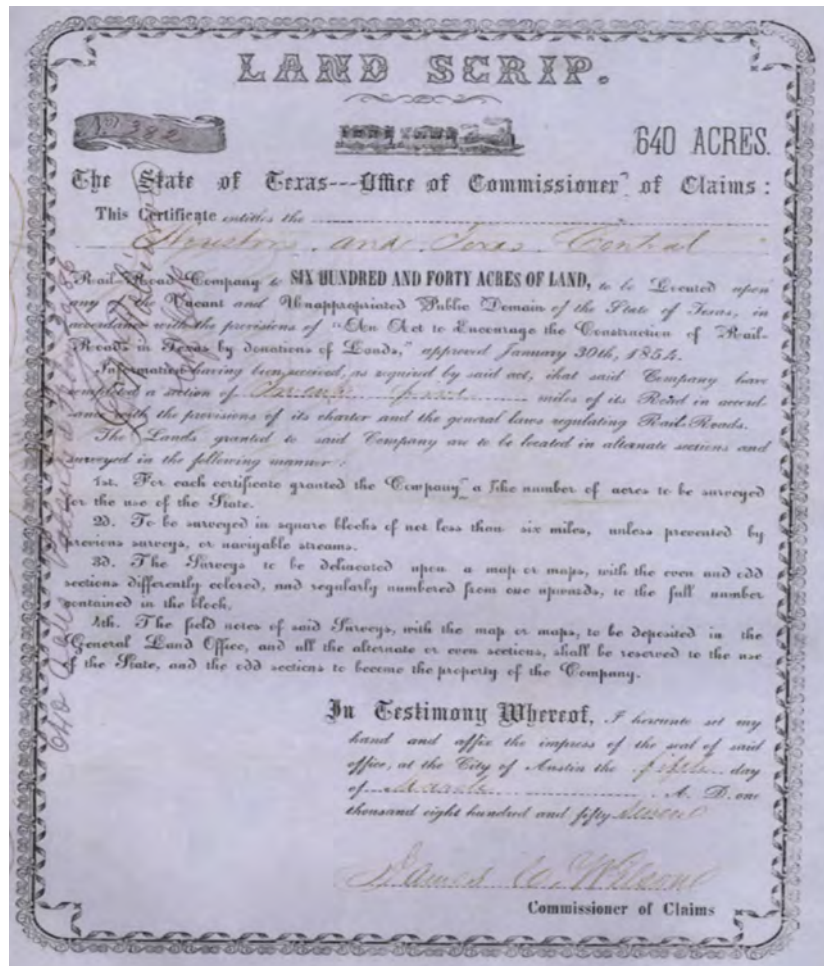 LAND SCRIP.
No 382
640 ACRES.
The State of Texas---Office of Commissioner of Claims:
This Certificate entitles the
Houston and Texas Central
Rail-Road Company to SIX HUNDRED AND FORTY ACRES OF LAND, to be Located upon
any of the Vacant and Unappropriated Public Domain of the State of Texas, in
accordance with the provisions of "An Act to Encourage the Construction of Rail-
Roads in Texas by donations of Lands," approved January 30th, 1854.
Information having been received, as required by said act, that said Company have
completed a section of Twenty five miles of its Road in accord-
ance with the provisions of its charter and the general laws regulating Rail-Roads.
The Lands granted to said Company are to be located in alternate sections and
surveyed in the following manner:
1st. For each certificate granted the Company a like number of acres to be surveyed
for the use of the State.
2d. To be surveyed in square blocks of not less than six miles, unless prevented by
previous surveys, or navigable streams.
3d. The Surveys to be delineated upon a map or maps, with the even and odd
sections differently colored, and regularly numbered from one upwards, to the full number
contained in the block,
4th. The field notes of said Surveys, with the map or maps, to be deposited in the
General Land Office, and all the alternate or even sections, shall be reserved to the use
of the State, and the odd sections to become the property of the Company.
In Testimony Whereof, I hereunto set my
hand and affix the impress of the seal of said
office, at the City of Austin the fifth day
of March A. D. one
thousand eight hundred and fifty Seven
James C. Wilson
Commissioner of Claims
640 acres Patented